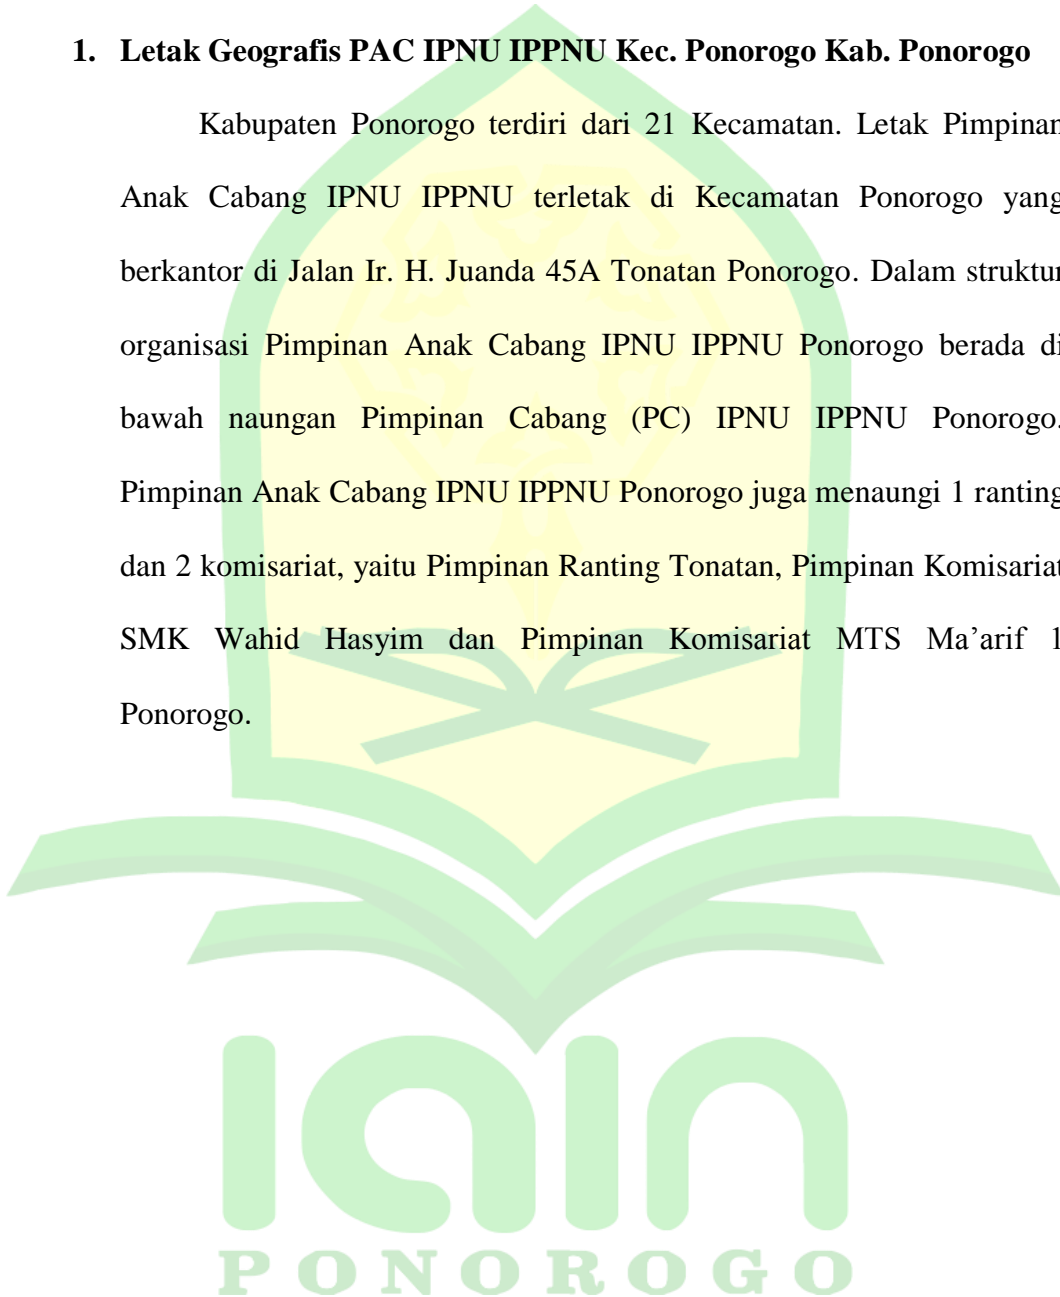 1. Letak Geografis PAC IPNU IPPNU Kec. Ponorogo Kab. Ponorogo
Kabupaten Ponorogo terdiri dari 21 Kecamatan. Letak Pimpinan
Anak Cabang IPNU IPPNU terletak di Kecamatan Ponorogo yang
berkantor di Jalan Ir. H. Juanda 45A Tonatan Ponorogo. Dalam struktur
organisasi Pimpinan Anak Cabang IPNU IPPNU Ponorogo berada di
bawah naungan Pimpinan Cabang (PC) IPNU IPPNU Ponorogo.
Pimpinan Anak Cabang IPNU IPPNU Ponorogo juga menaungi 1 ranting
dan 2 komisariat, yaitu Pimpinan Ranting Tonatan, Pimpinan Komisariat
SMK Wahid Hasyim dan Pimpinan Komisariat MTS Ma’arif 1
Ponorogo.
iain
PONOROGO